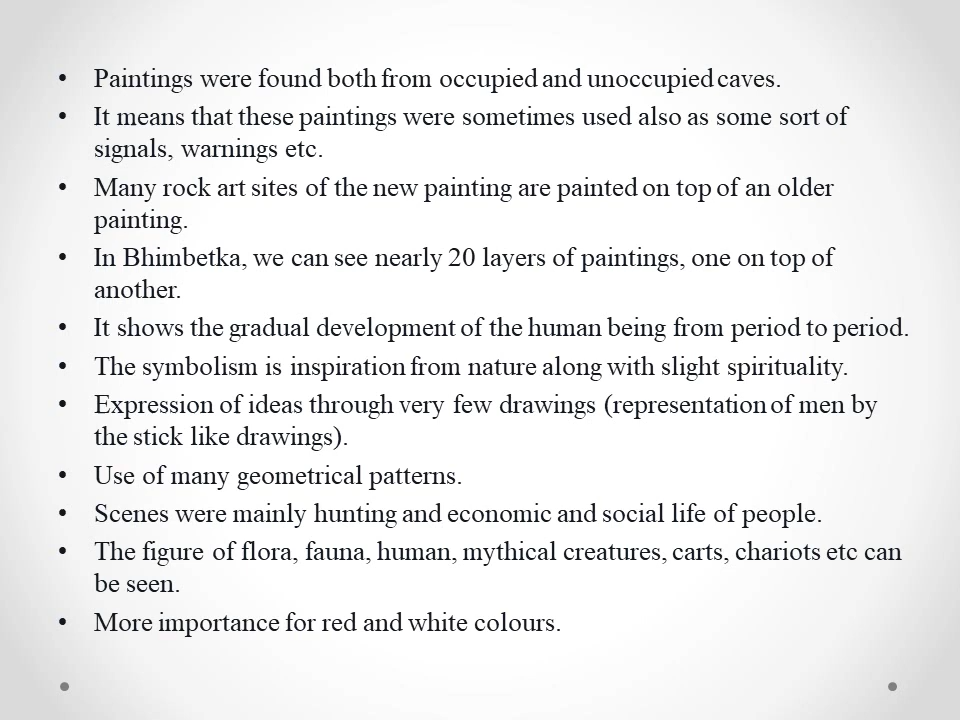 • Paintings were found both from occupied and unoccupied caves.
• It means that these paintings were sometimes used also as some sort of
signals, warnings etc.
• Many rock art sites of the new painting are painted on top of an older
painting.
• In Bhimbetka, we can see nearly 20 layers of paintings, one on top of
another.
• It shows the gradual development of the human being from period to period.
• The symbolism is inspiration from nature along with slight spirituality.
• Expression of ideas through very few drawings (representation of men by
the stick like drawings).
• Use of many geometrical patterns.
• Scenes were mainly hunting and economic and social life of people.
• The figure of flora, fauna, human, mythical creatures, carts, chariots etc can
be seen.
• More importance for red and white colours.